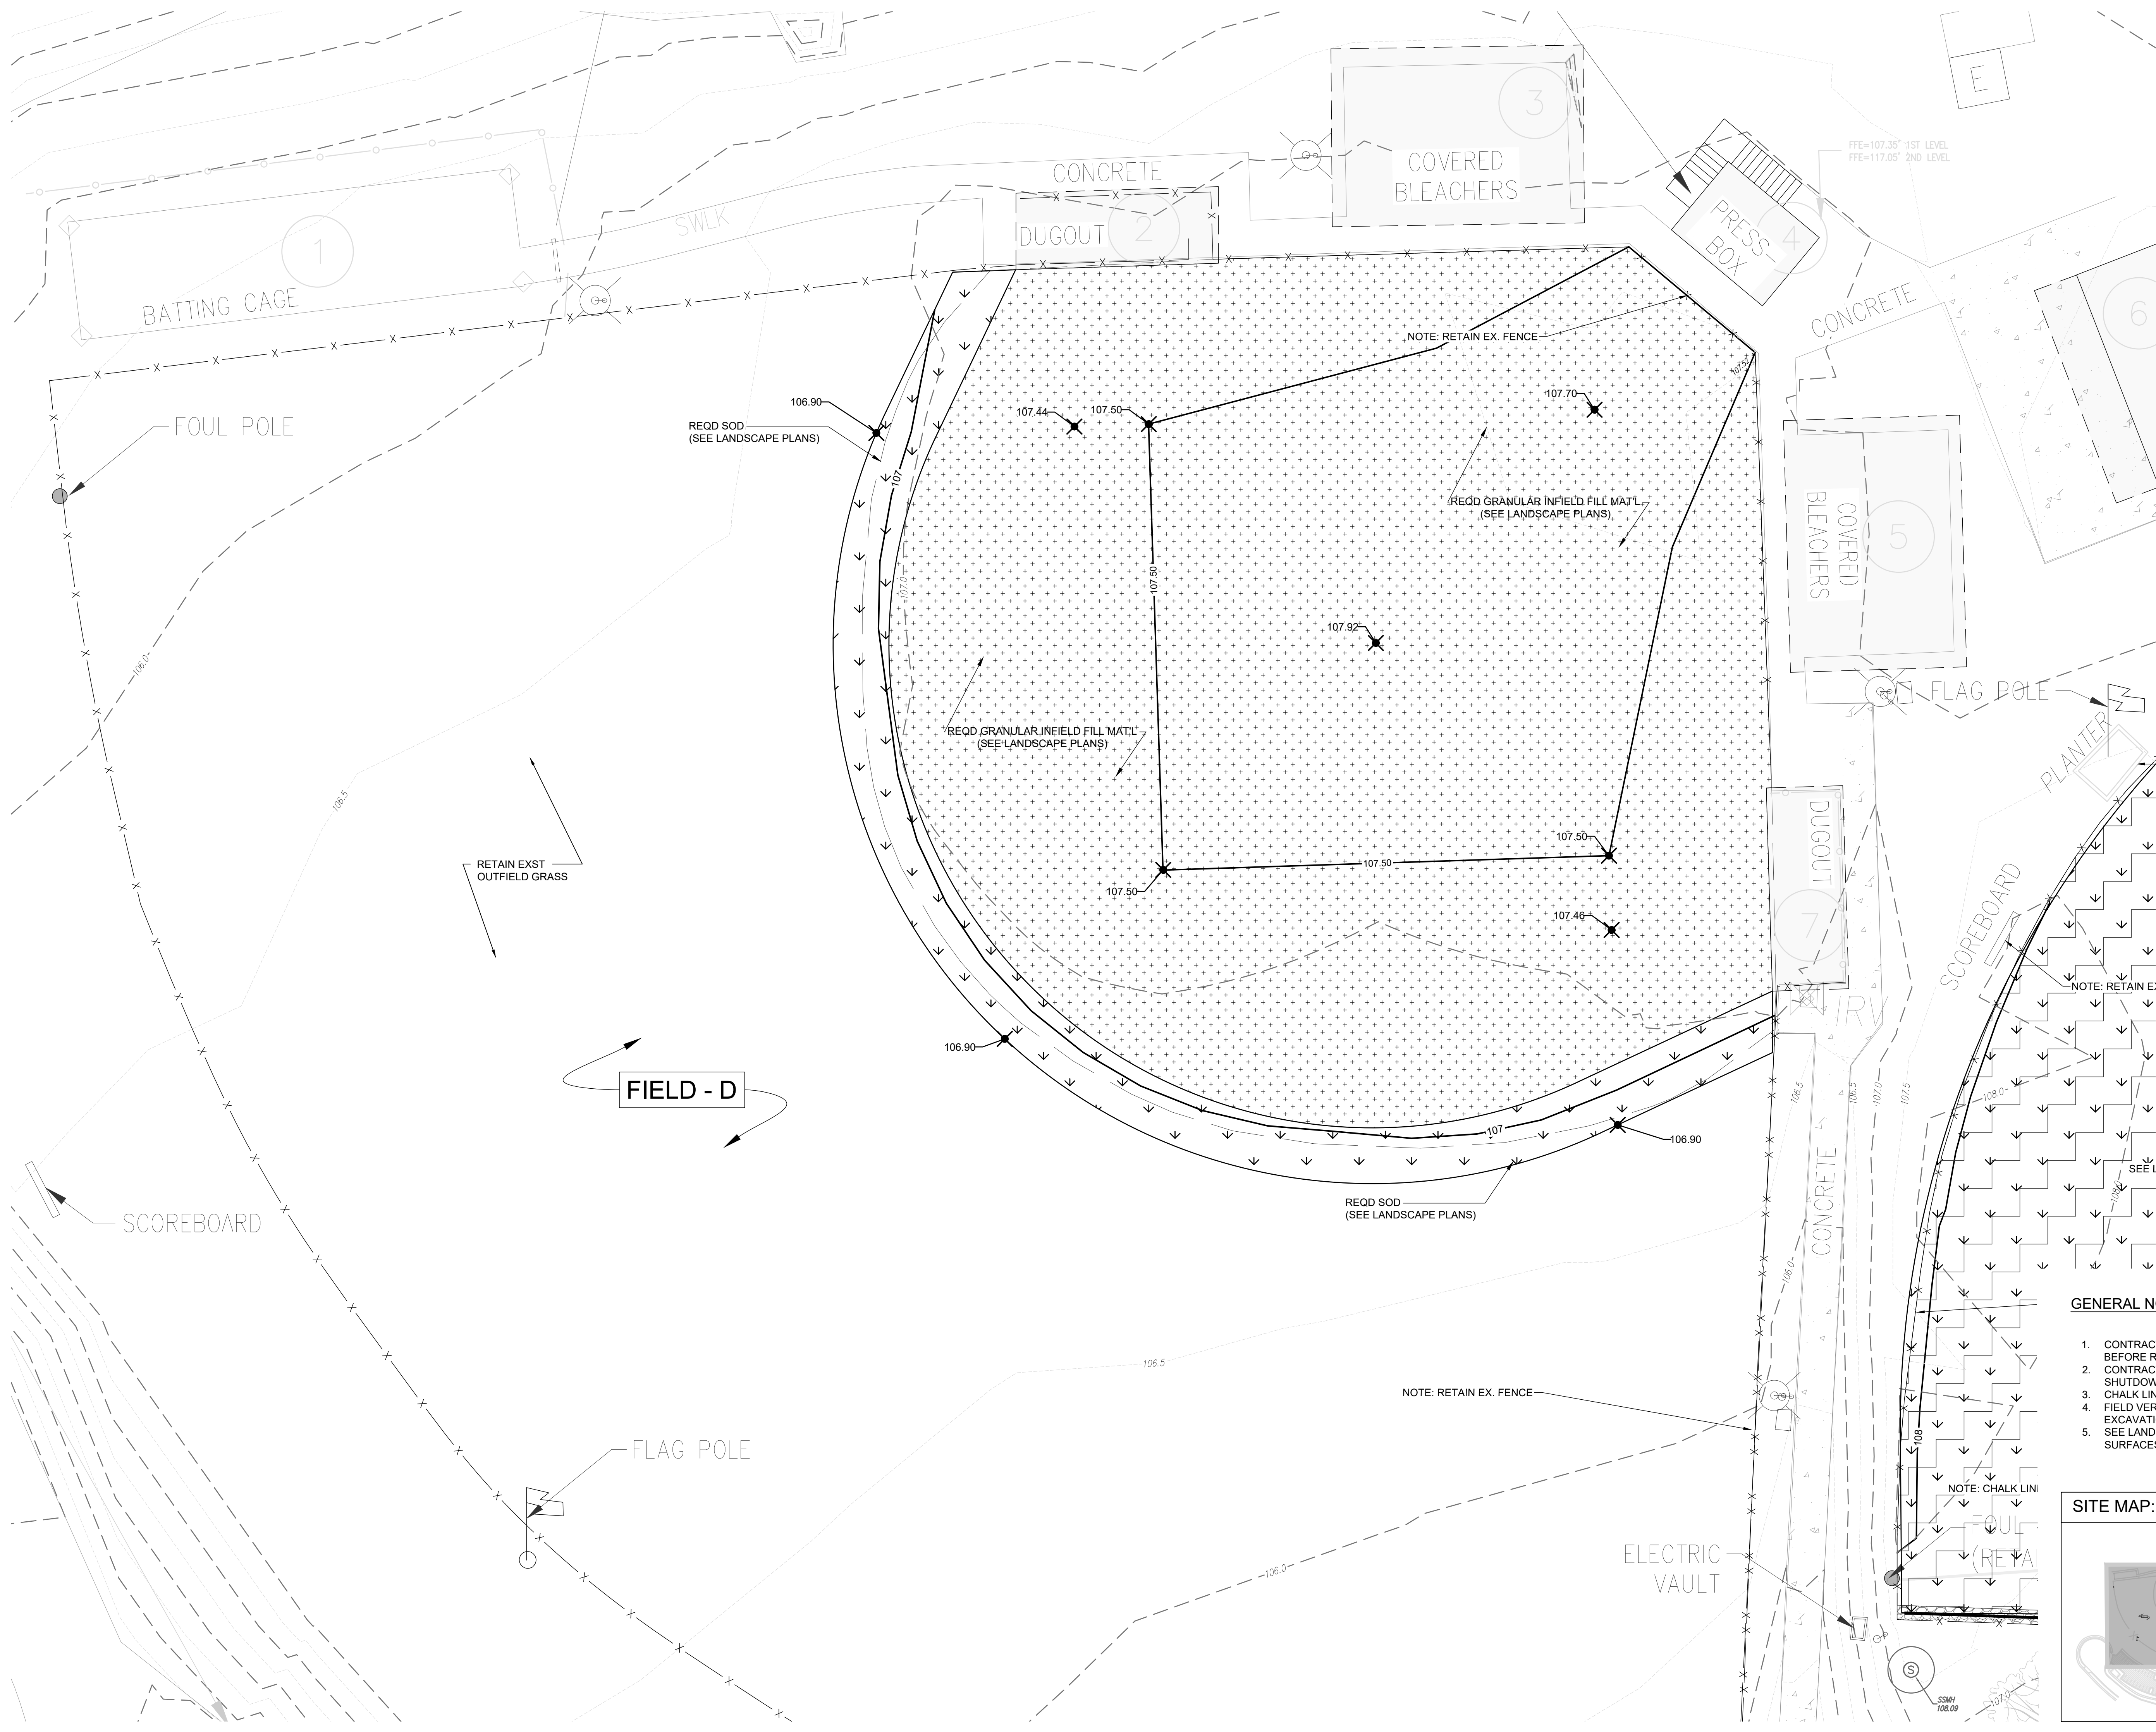 E
3
CONCRETE
COVERED
BLEACHERS
FFE=107.35' 1ST LEVEL
FFE=117.05' 2ND LEVEL
SWLK
DUGOUT
2
PRESS-
BOX
4
1
BATTING CAGE
CONCRETE
6
NOTE: RETAIN EX. FENCE
107.52
FOUL POLE
106.90
107.44
107.50
107.70
REQD SOD
(SEE LANDSCAPE PLANS)
107
REQD GRANULAR INFIELD FILL MAT'L
(SEE LANDSCAPE PLANS)
COVERED
BLEACHERS
5
107.0
107.50
107.92
106.0
FLAG POLE
REQD GRANULAR INFIELD FILL MAT'L
(SEE LANDSCAPE PLANS)
PLANTER
106.5
107.50
107.50
107.50
DUGOUT
7
RETAIN EXST
OUTFIELD GRASS
107.46
SCOREBOARD
NOTE: RETAIN E
IRV
106.90
FIELD - D
106.5
106.5
107.0
107.5
108.0
107
106.90
SEE L
108.0
REQD SOD
(SEE LANDSCAPE PLANS)
SCOREBOARD
CONCRETE
106.0
GENERAL N
1. CONTRAC
BEFORE R
2. CONTRAC
SHUTDOW
3. CHALK LIN
4. FIELD VER
EXCAVATI
5. SEE LAND
SURFACES
106.5
NOTE: RETAIN EX. FENCE
108
FLAG POLE
NOTE: CHALK LIN
SITE MAP:
FOUL
(RETAI
ELECTRIC
VAULT
106.0
S
SSMH
108.09
107.0